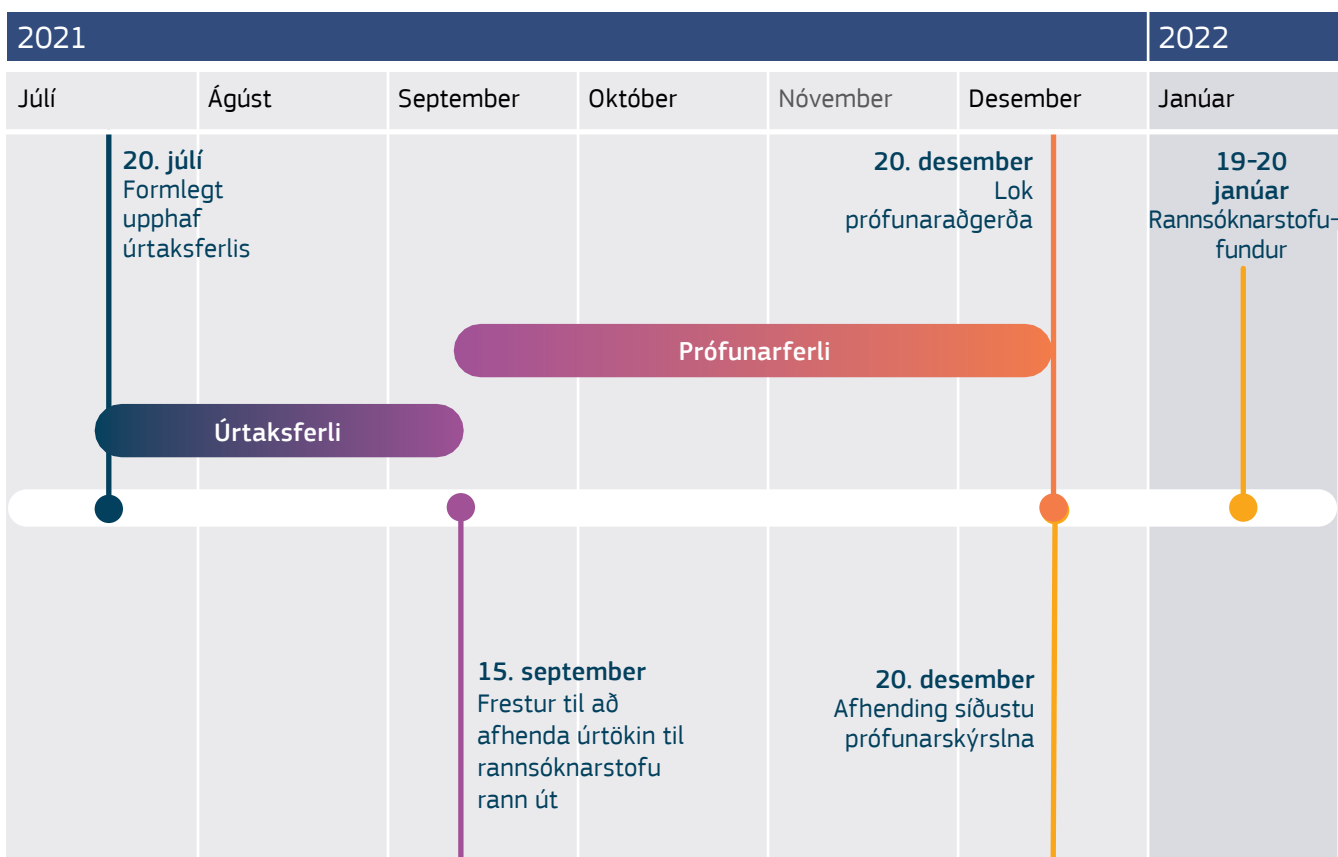 2021
2022
Júlí
Ágúst
September
Október
Nóvember
Desember
Janúar
20. júlí
Formlegt
upphaf
úrtaksferlis
20. desember
Lok
prófunaraðgerða
19-20
janúar
Rannsóknarstofu-
fundur
Prófunarferli
Úrtaksferli
15. september
Frestur til að
afhenda úrtökin til
rannsóknarstofu
rann út
20. desember
Afhending síðustu
prófunarskýrslna